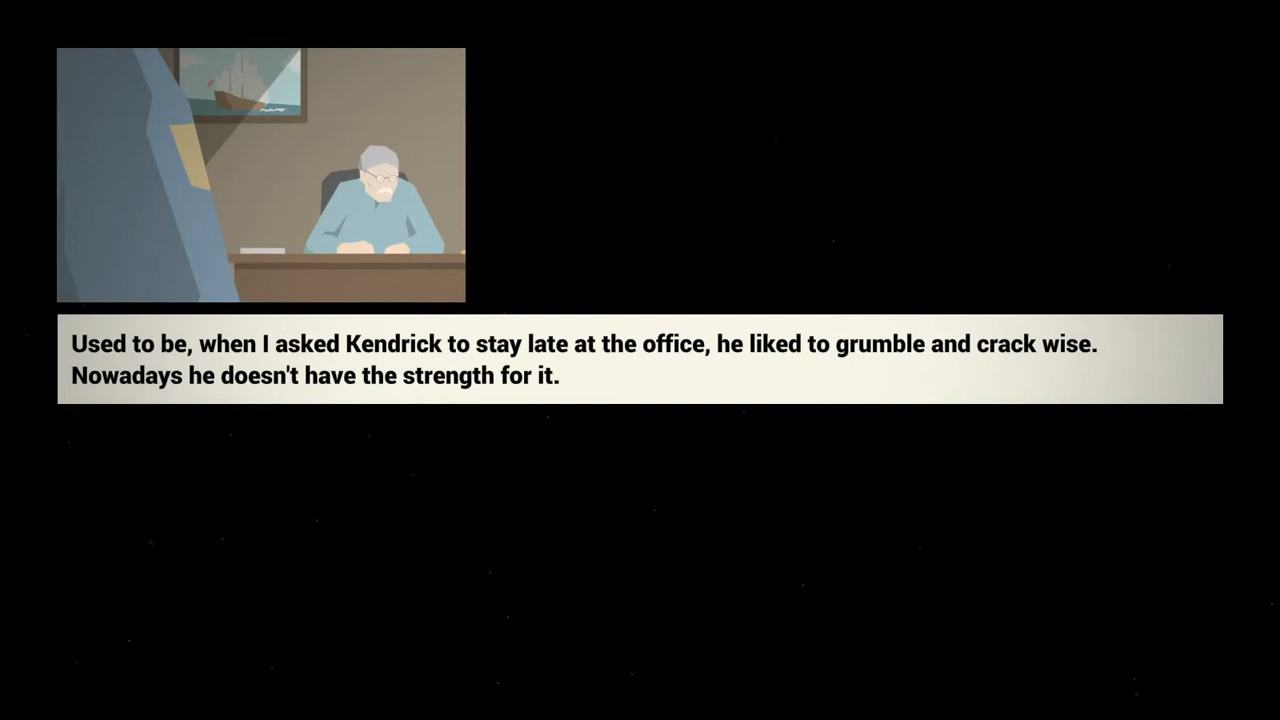 Used to be, when I asked Kendrick to stay late at the office, he liked to grumble and crack wise.
Nowadays he doesn't have the strength for it.